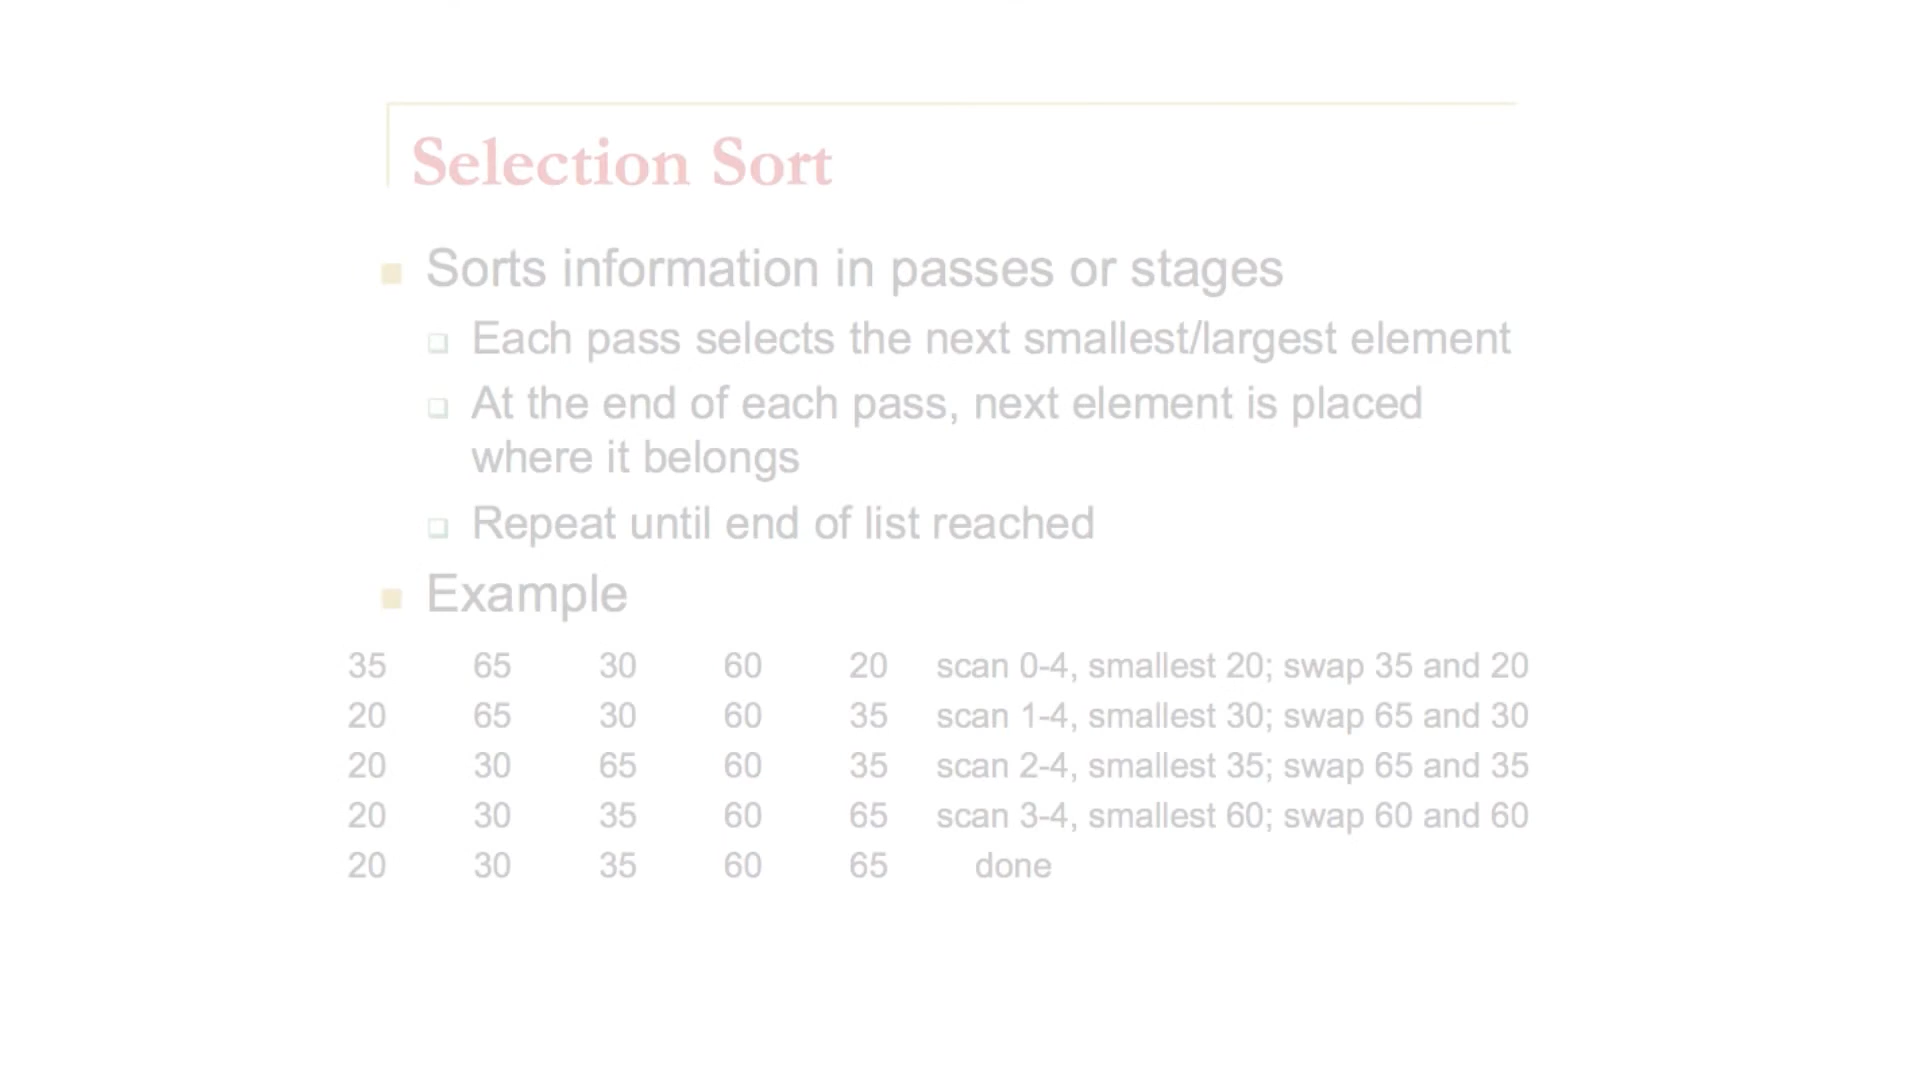 Selection Sort
Sorts information in passes or stages
Each pass selects the next smallest/largest element
At the end of each pass, next element is placed
where it belongs
Repeat until end of list reached
Example
35 65 30 60 20 scan 0-4, smallest 20; swap 35 and 20
20 65 30 60 35 scan 1-4, smallest 30; swap 65 and 30
20 30 65 60 35 scan 2-4, smallest 35; swap 65 and 35
20 30 35 60 65 scan 3-4, smallest 60; swap 60 and 60
20 30 35 60 65 done